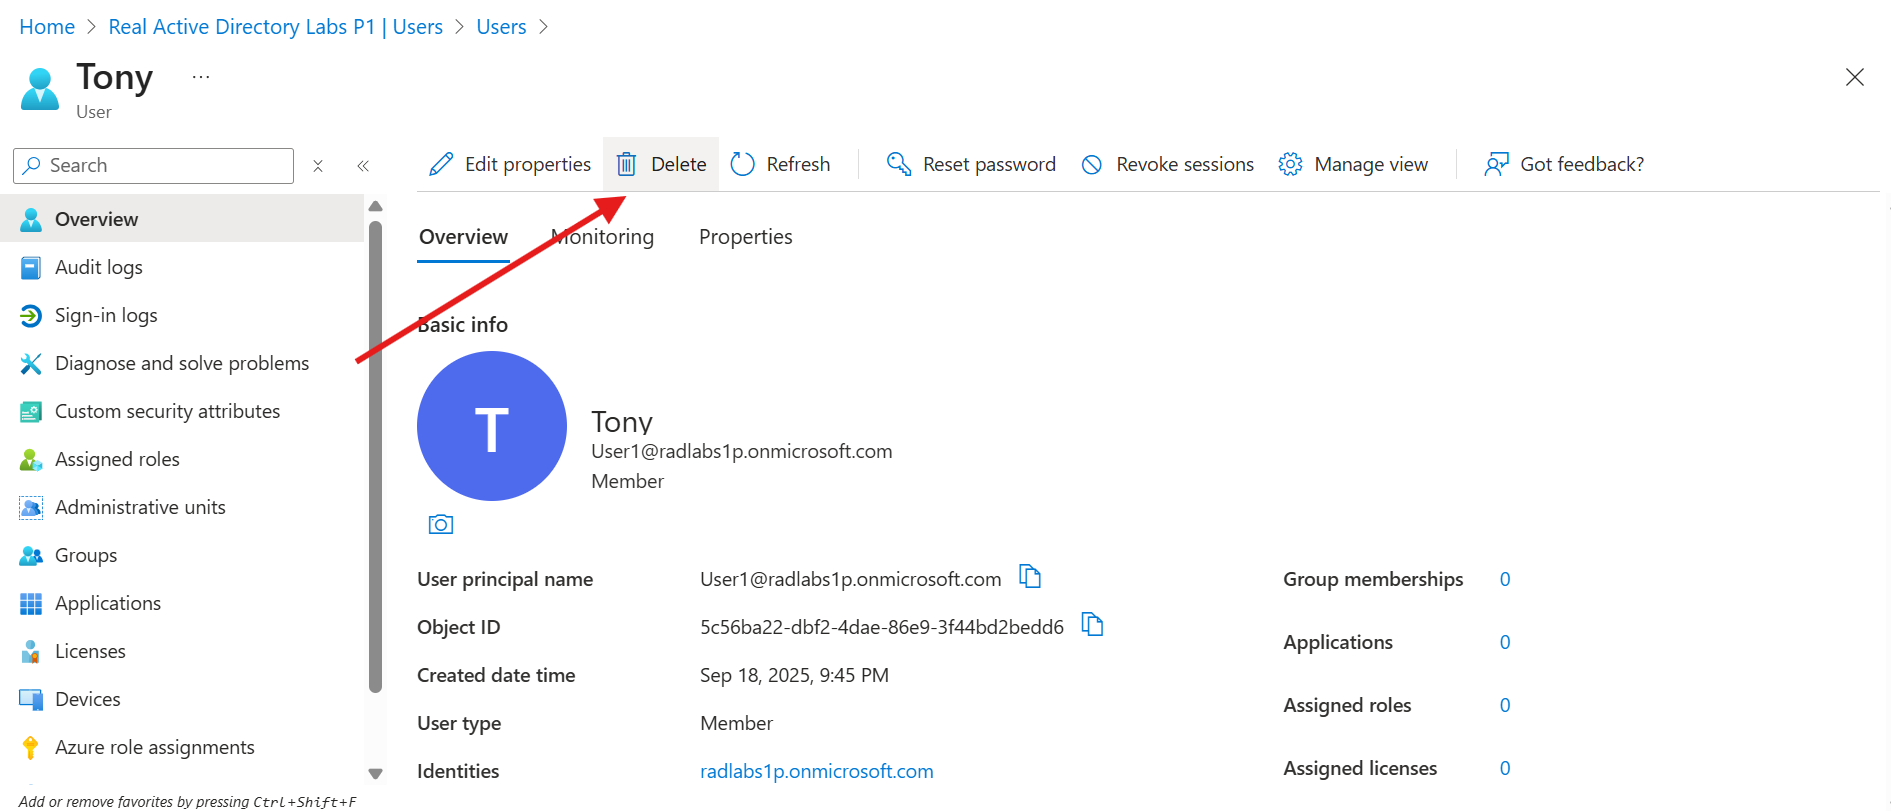 Home > Real Active Directory Labs P1 | Users > Users >
Tony ...
User
Search
Edit properties Delete Refresh Reset password Revoke sessions Manage view Got feedback?
Overview
Audit logs
Sign-in logs
Diagnose and solve problems
Custom security attributes
Assigned roles
Administrative units
Groups
Applications
Licenses
Devices
Azure role assignments
Add or remove favorites by pressing Ctrl+Shift+F
Overview Monitoring Properties
Basic info
T
Tony
User1@radlabs1p.onmicrosoft.com
Member
User principal name User1@radlabs1p.onmicrosoft.com
Object ID 5c56ba22-dbf2-4dae-86e9-3f44bd2bedd6
Created date time Sep 18, 2025, 9:45 PM
User type Member
Identities radlabs1p.onmicrosoft.com
Group memberships 0
Applications 0
Assigned roles 0
Assigned licenses 0